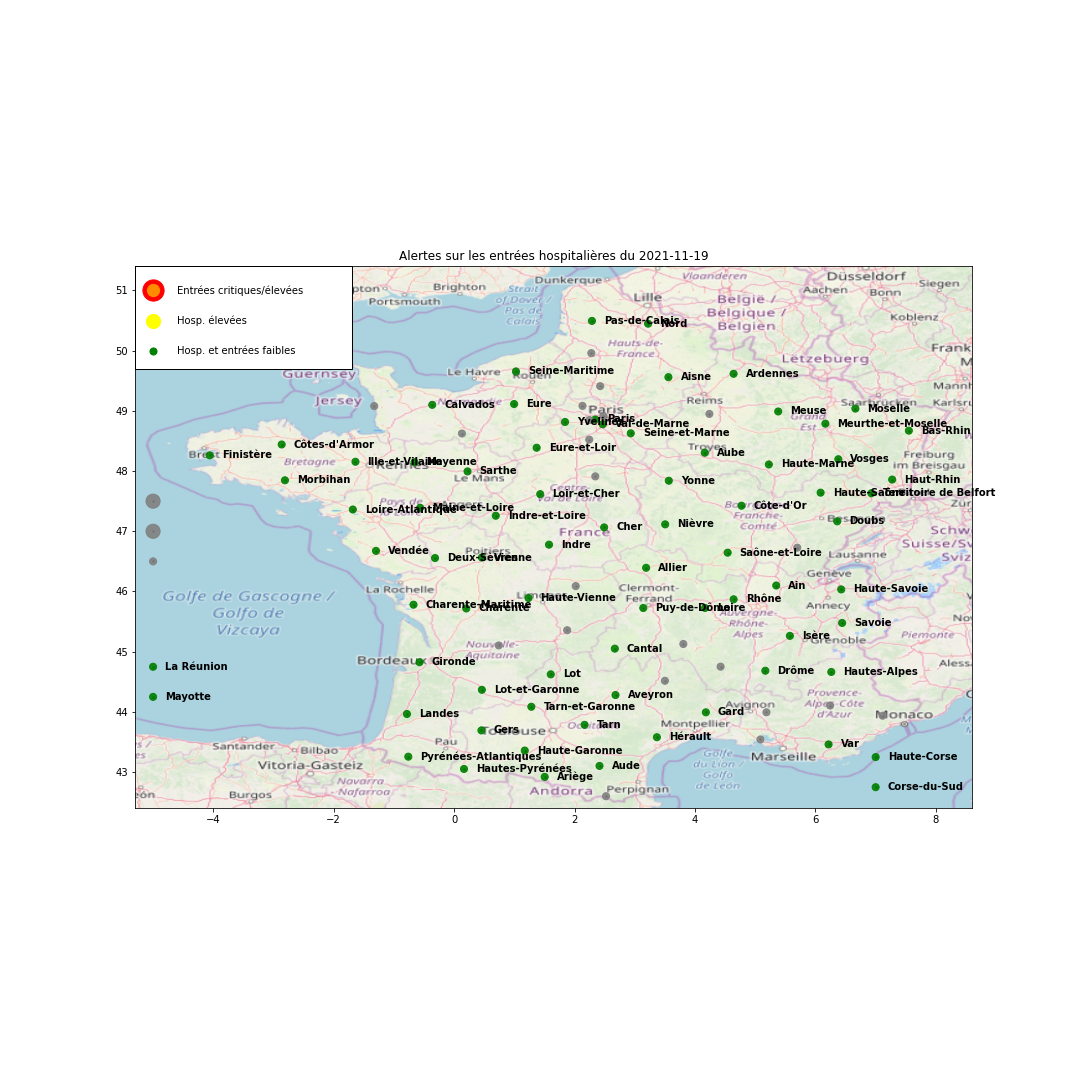 Alertes sur les entrées hospitalières du 2021-11-19
Entrées critiques/élevées
Hosp. élevées
Hosp. et entrées faibles
51
50
49
48
47
46
45
44
43
−4
−2
0
2
4
6
8
Brighton
Portsmouth
Strait
of Dover /
Pas de
Calais
Dunkerque
Lille
Vlaanderen
België /
Belgique /
Belgien
Düsseldorf
Aachen
Bonn
Siegen
Koblenz
Pas-de-Calais
Nord
Hauts-de-
France
Lëtzebuerg
Guernsey
Jersey
Le Havre
Seine-Maritime
Rouen
Aisne
Ardennes
Calvados
Eure
Paris
Reims
Meuse
Moselle
Saarbrücken
Yvelines
Paris
Val-de-Marne
Seine-et-Marne
Meurthe-et-Moselle
Bas-Rhin
Grand
Est
Côtes-d'Armor
Brest
Finistère
Bretagne
Ille-et-Vilaine
Mayenne
Rennes
Eure-et-Loir
Troyes
Aube
Haute-Marne
Vosges
Freiburg
im Breisgau
Morbihan
Sarthe
Le Mans
Yonne
Haut-Rhin
Loir-et-Cher
Haute-Saône
Territoire de Belfort
Pays de
la Loire
Angers
Loire-Atlantique
Maine-et-Loire
Indre-et-Loire
Centre-
Val de Loire
Côte-d'Or
Cher
Nièvre
Doubs
France
Indre
Vendée
Poitiers
Deux-Sèvres
Vienne
Saône-et-Loire
Lausanne
Allier
Genève
La Rochelle
Clermont-
Ferrand
Ain
Haute-Savoie
Golfe de Gascogne /
Golfo de
Vizcaya
Charente-Maritime
Charente
Haute-Vienne
Puy-de-Dôme
Loire
Rhône
Annecy
Auvergne-
Rhône-
Alpes
Savoie
Isère
Grenoble
Piemonte
Nouvelle-
Aquitaine
Cantal
La Réunion
Bordeaux
Gironde
Lot
Drôme
Hautes-Alpes
Mayotte
Lot-et-Garonne
Aveyron
Tarn-et-Garonne
Avignon
Provence-
Alpes-Côte
d'Azur
Landes
Gard
Monaco
Gers
Toulouse
Tarn
Montpellier
Hérault
Santander
Bilbao
Pau
Haute-Garonne
Marseille
Var
Vitoria-Gasteiz
Pyrénées-Atlantiques
Hautes-Pyrénées
Aude
Golfe
du Lion /
Golfo
de León
Haute-Corse
Ariège
Burgos
Navarra
- Nafarroa
Andorra
Perpignan
Corse-du-Sud